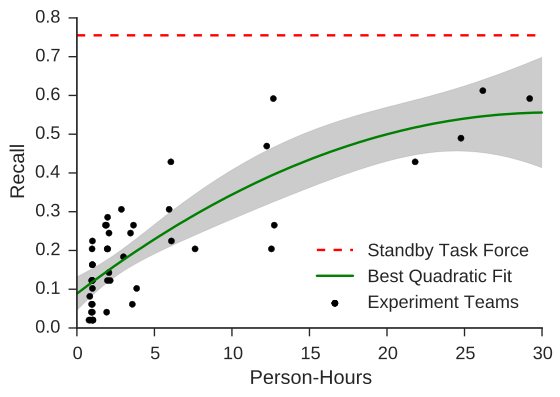 0.8
0.7
0.6
0.5
0.4
0.3
0.2
0.1
0.0
Recall
Standby Task Force
Best Quadratic Fit
Experiment Teams
0 5 10 15 20 25 30
Person-Hours